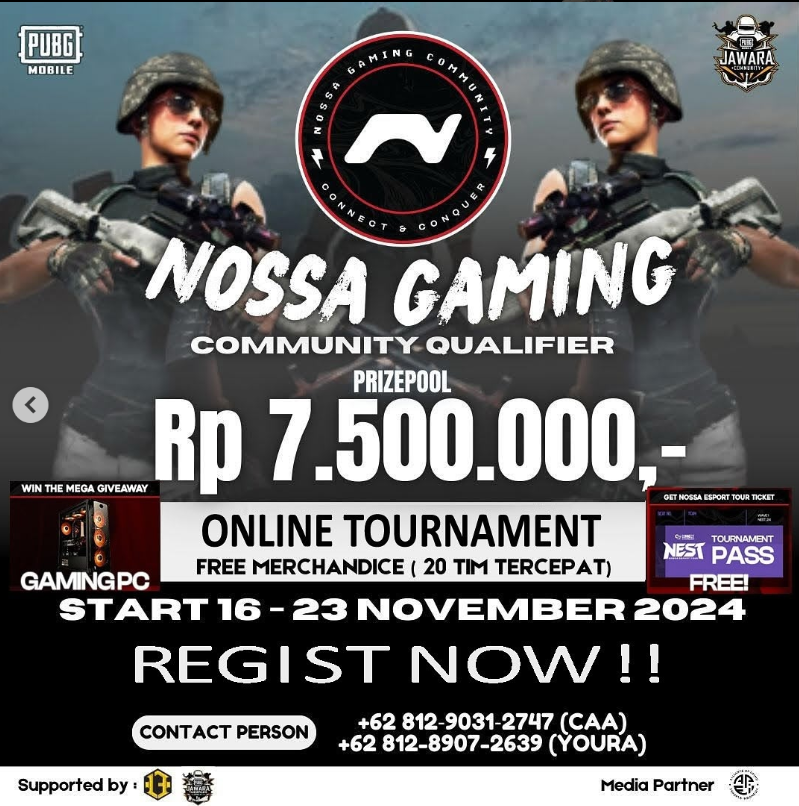 PUBG
MOBILE
JAWARA
COMMUNITY
NOSSA GAMING COMMUNITY
CONNECT & CONQUER
NOSSA GAMING
COMMUNITY QUALIFIER
PRIZEPOOL
Rp 7.500.000,-
WIN THE MEGA GIVEAWAY
GAMING PC
ONLINE TOURNAMENT
FREE MERCHANDICE ( 20 TIM TERCEPAT)
GET NOSSA ESPORT TOUR TICKET
NEST
TOURNAMENT
PASS
FREE!
START 16 - 23 NOVEMBER 2024
REGIST NOW !!
CONTACT PERSON
+62 812-9031-2747 (CAA)
+62 812-8907-2639 (YOURA)
Supported by :
JAWARA
Media Partner